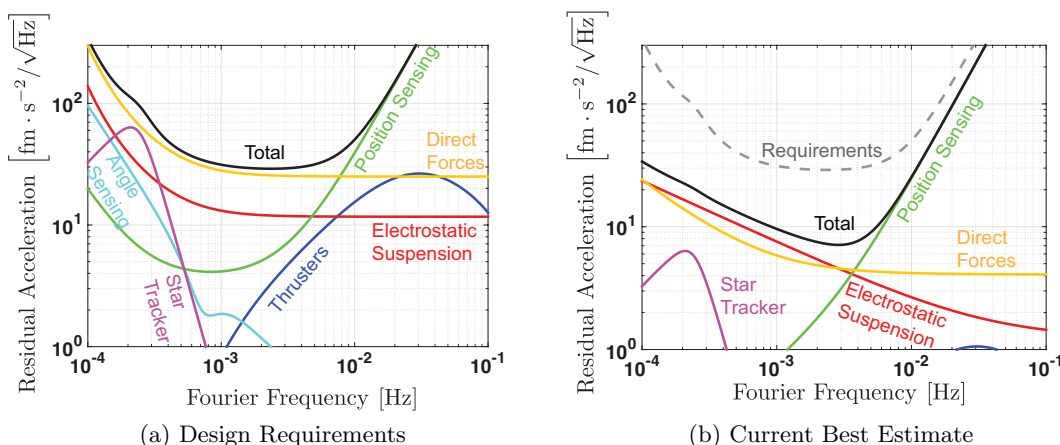 Residual Acceleration [fm · s⁻²/√Hz]
10²
10¹
10⁰
10⁻⁴
10⁻³
10⁻²
10⁻¹
Fourier Frequency [Hz]
Total
Position Sensing
Direct
Forces
Angle
Sensing
Electrostatic
Suspension
Star
Tracker
Thrusters
(a) Design Requirements
Residual Acceleration [fm · s⁻²/√Hz]
10²
10¹
10⁰
10⁻⁴
10⁻³
10⁻²
10⁻¹
Fourier Frequency [Hz]
Requirements
Total
Position Sensing
Direct
Forces
Star
Tracker
Electrostatic
Suspension
(b) Current Best Estimate